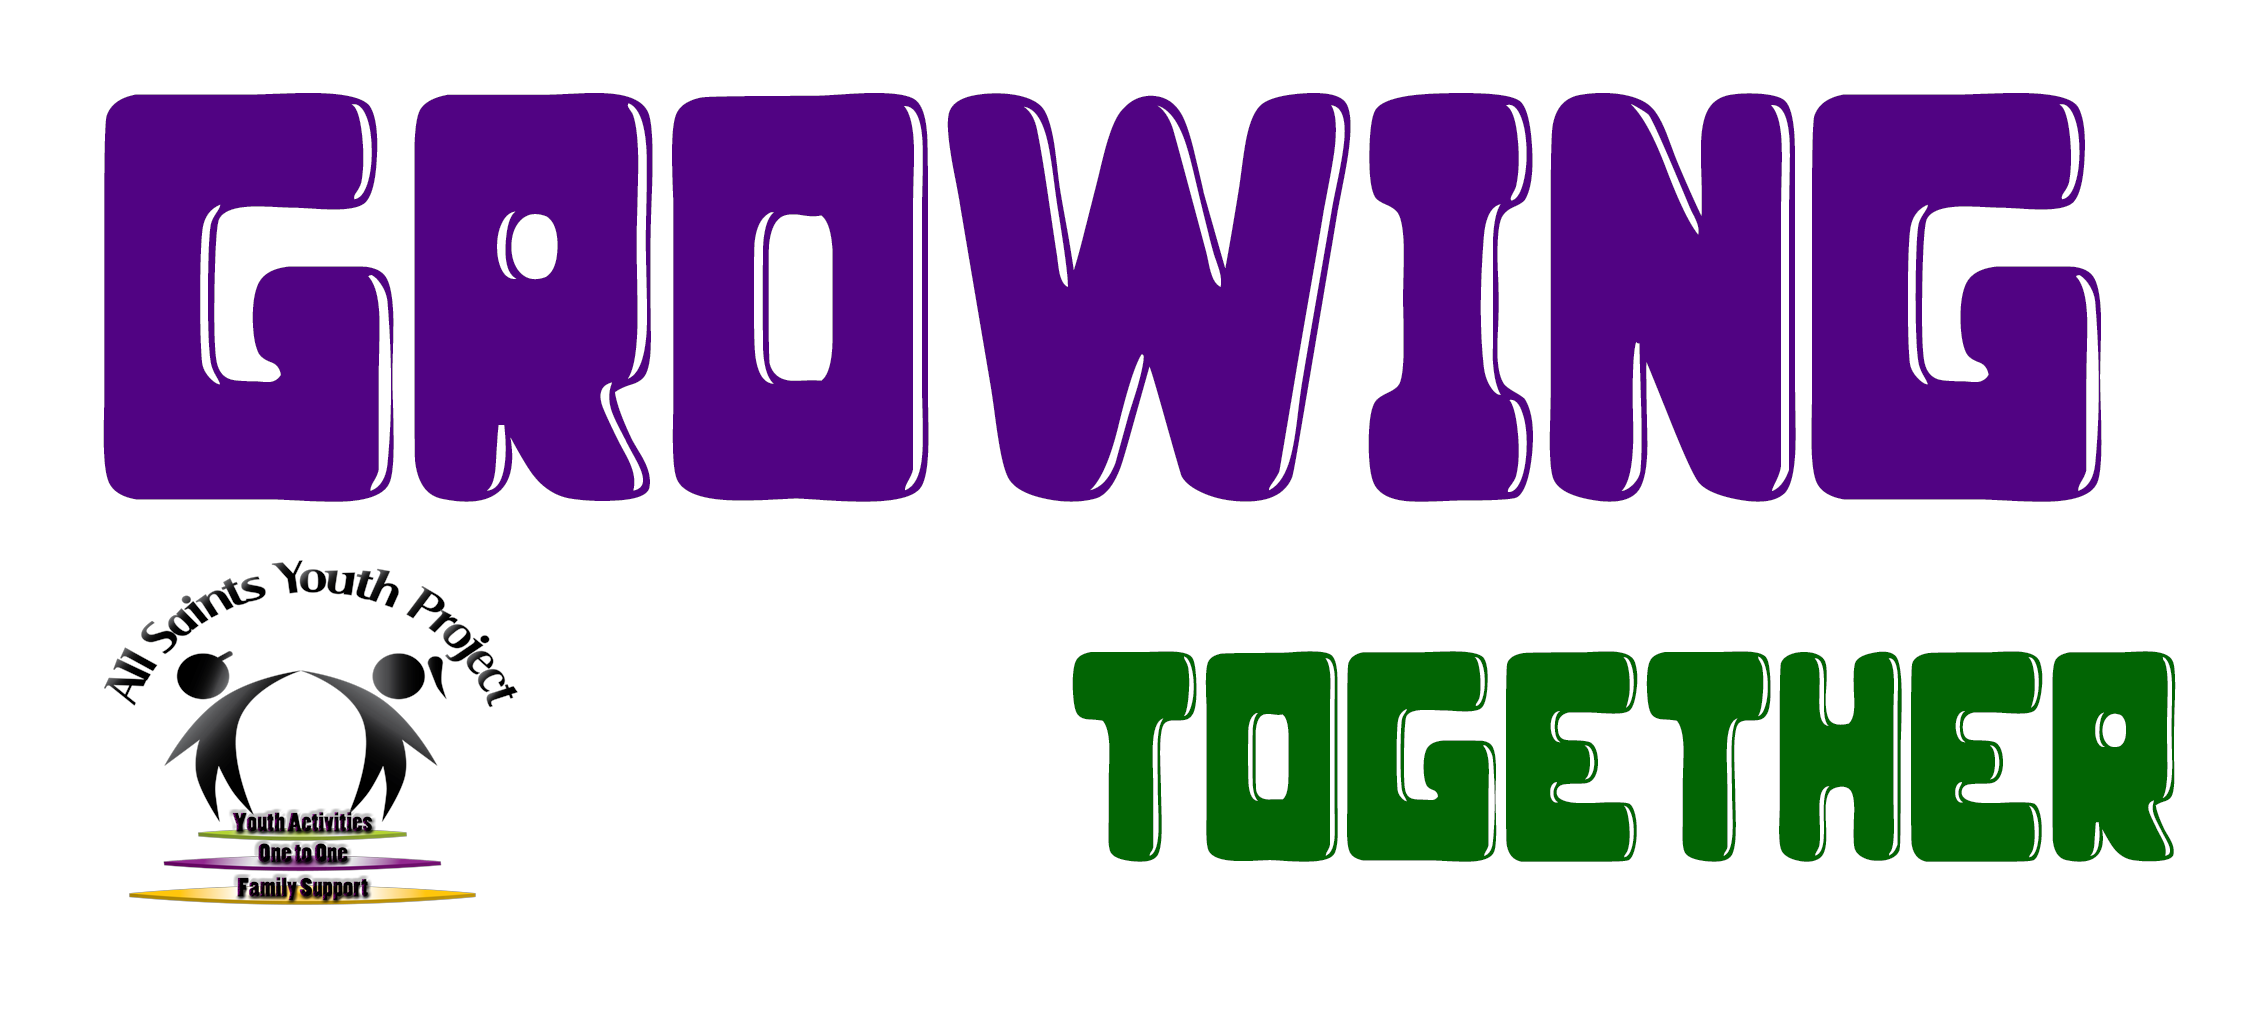 GROWING
All Saints Youth Project
TOGETHER
Youth Activities
One to One
Family Support